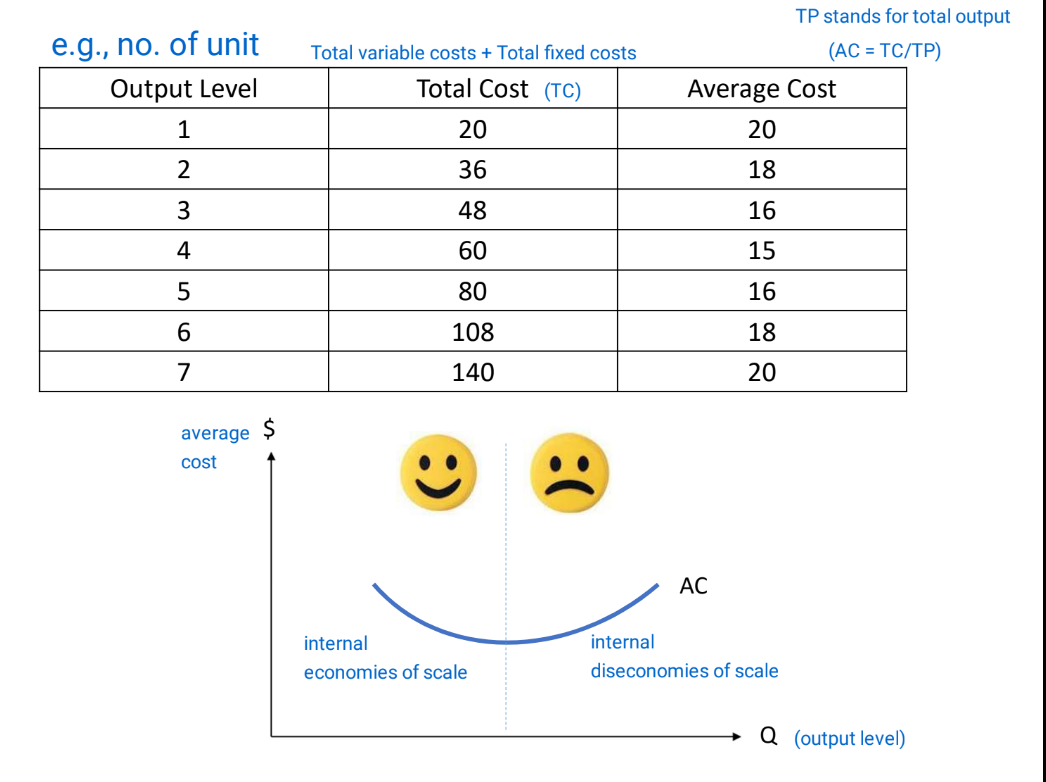 TP stands for total output
e.g., no. of unit
Total variable costs + Total fixed costs
(AC = TC/TP)
Output Level Total Cost (TC) Average Cost
1 20 20
2 36 18
3 48 16
4 60 15
5 80 16
6 108 18
7 140 20
average $
cost
AC
internal
economies of scale
internal
diseconomies of scale
Q (output level)